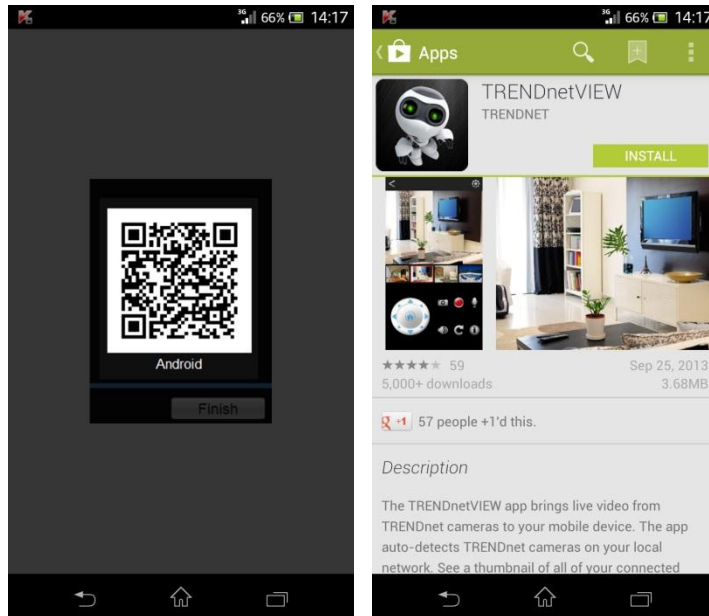 3G 66% 14:17
Android
Finish
3G 66% 14:17
Apps
TRENDnetVIEW
TRENDNET
INSTALL
59
Sep 25, 2013
5,000+ downloads
3.68MB
g +1 57 people +1'd this.
Description
The TRENDnetVIEW app brings live video from
TRENDnet cameras to your mobile device. The app
auto-detects TRENDnet cameras on your local
network. See a thumbnail of all of your connected